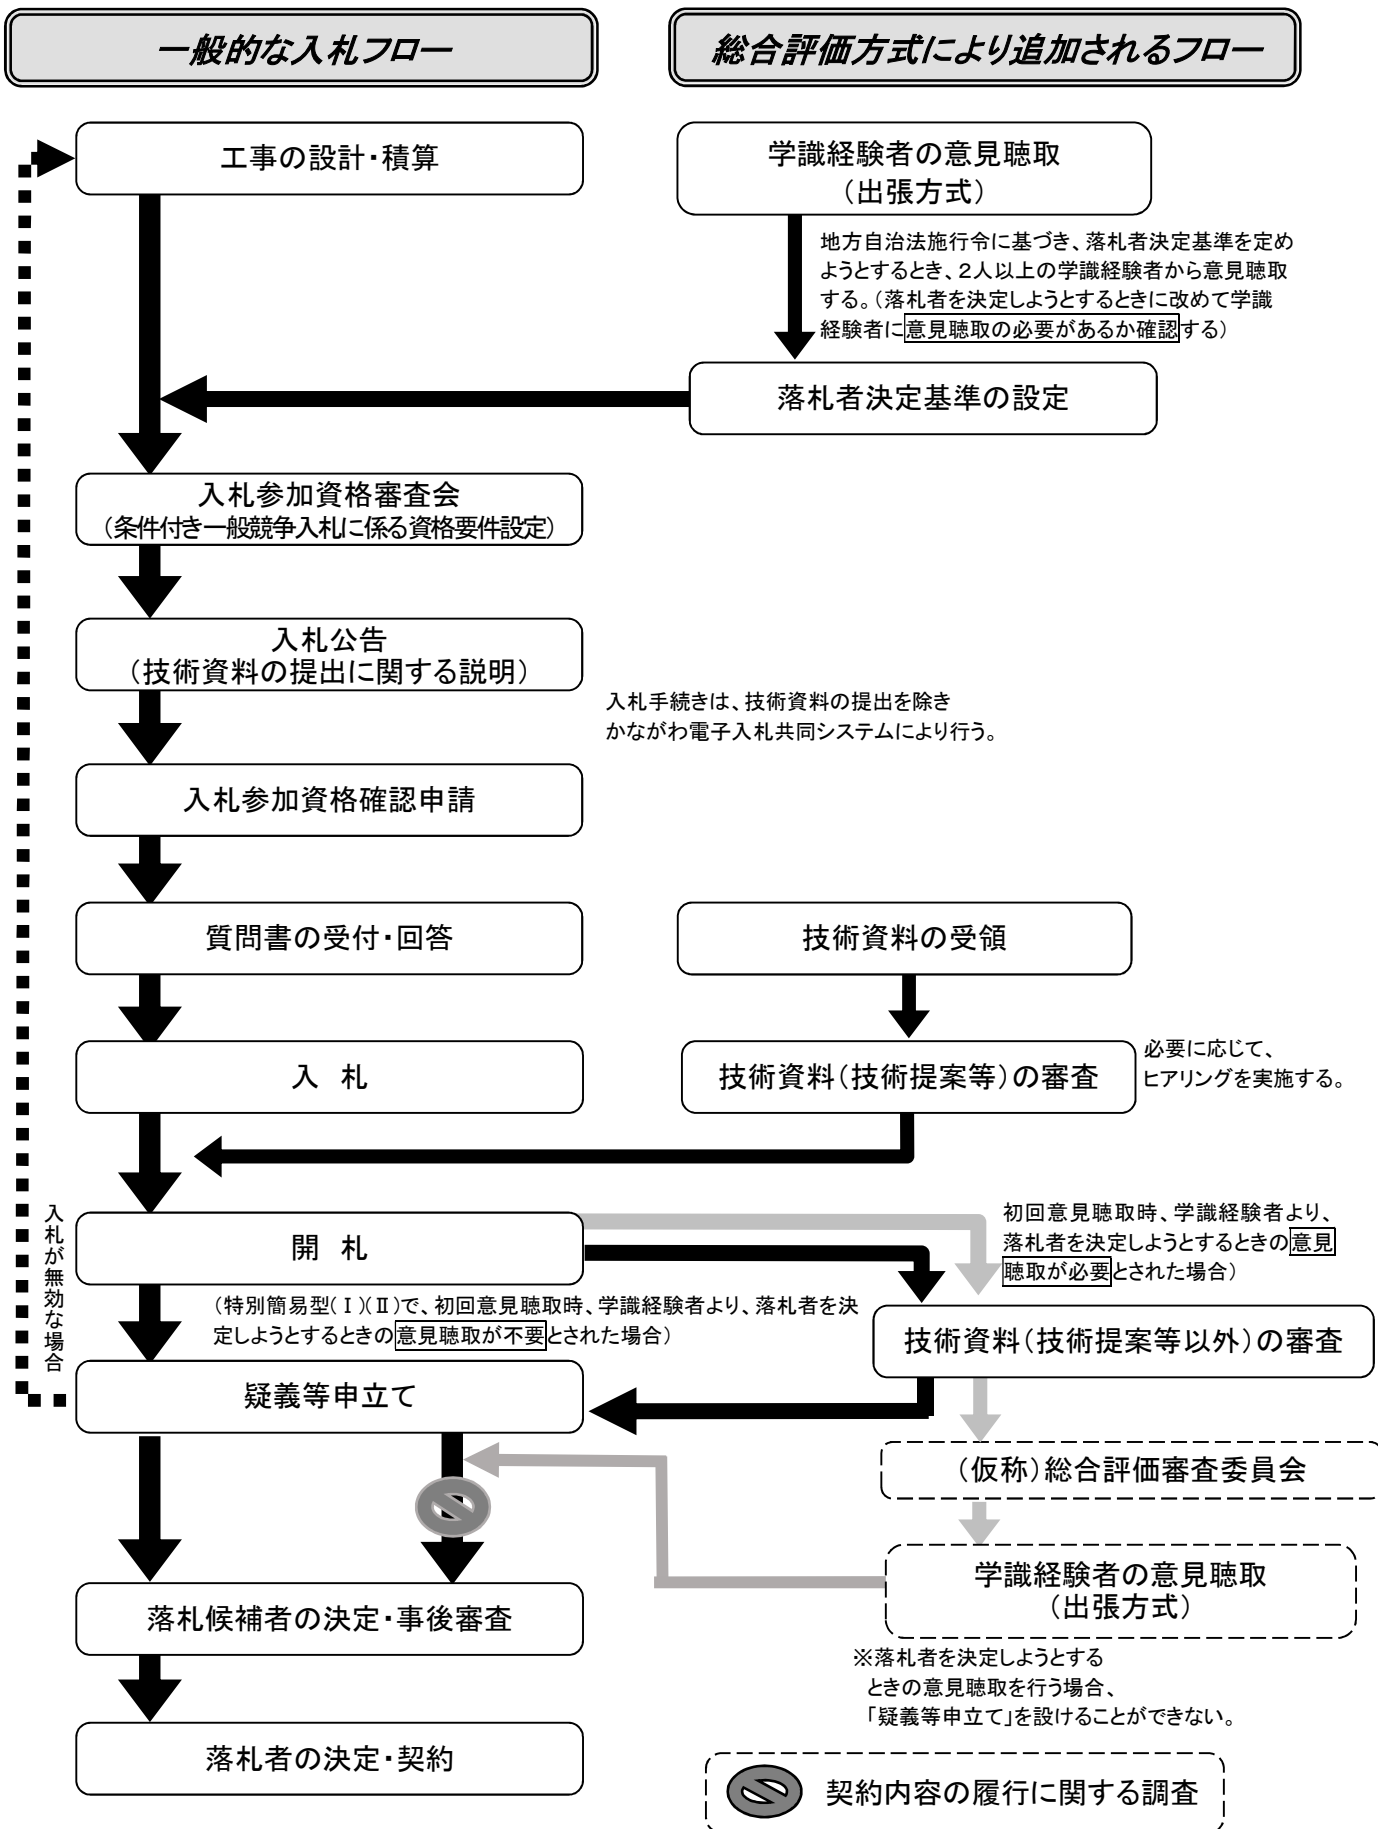 一般的な入札フロー
総合評価方式により追加されるフロー
工事の設計・積算
学識経験者の意見聴取
（出張方式）
地方自治法施行令に基づき、落札者決定基準を定め
ようとするとき、２人以上の学識経験者から意見聴取
する。（落札者を決定しようとするときに改めて学識
経験者に意見聴取の必要があるか確認する）
落札者決定基準の設定
入札参加資格審査会
（条件付き一般競争入札に係る資格要件設定）
入札公告
（技術資料の提出に関する説明）
入札手続きは、技術資料の提出を除き
かながわ電子入札共同システムにより行う。
入札参加資格確認申請
質問書の受付・回答
技術資料の受領
入　札
技術資料（技術提案等）の審査
必要に応じて、
ヒアリングを実施する。
入札が無効な場合
開　札
初回意見聴取時、学識経験者より、
落札者を決定しようとするときの意見
聴取が必要とされた場合）
（特別簡易型（Ⅰ）（Ⅱ）で、初回意見聴取時、学識経験者より、落札者を決
定しようとするときの意見聴取が不要とされた場合）
技術資料（技術提案等以外）の審査
疑義等申立て
（仮称）総合評価審査委員会
学識経験者の意見聴取
（出張方式）
落札候補者の決定・事後審査
※落札者を決定しようとする
ときの意見聴取を行う場合、
「疑義等申立て」を設けることができない。
落札者の決定・契約
契約内容の履行に関する調査